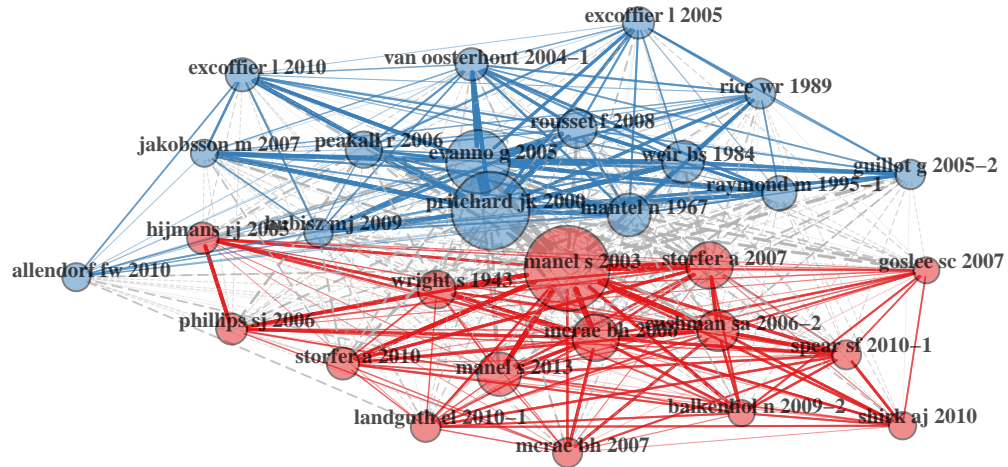 excoffier l 2005
van oosterhout 2004−1
excoffier l 2010
rice wr 1989
rousset f 2008
peakall r 2006
jakobsson m 2007
evanno g 2005
weir bs 1984
guillot g 2005−2
raymond m 1995−1
pritchard jk 2000
mantel n 1967
hubisz mj 2009
hijmans rj 2005
manel s 2003
storfer a 2007
allendorf fw 2010
goslee sc 2007
wright s 1943
phillips sj 2006
mcrae bh 2006
cushman sa 2006−2
spear sf 2010−1
storfer a 2010
manel s 2013
balkenhol n 2009−2
landguth el 2010−1
shirk aj 2010
mcrae bh 2007